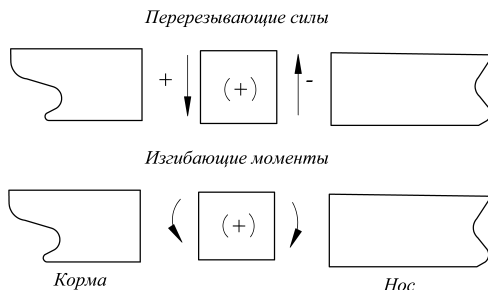 Перерезывающие силы
+ (+) -
Изгибающие моменты
(+)
Корма Нос